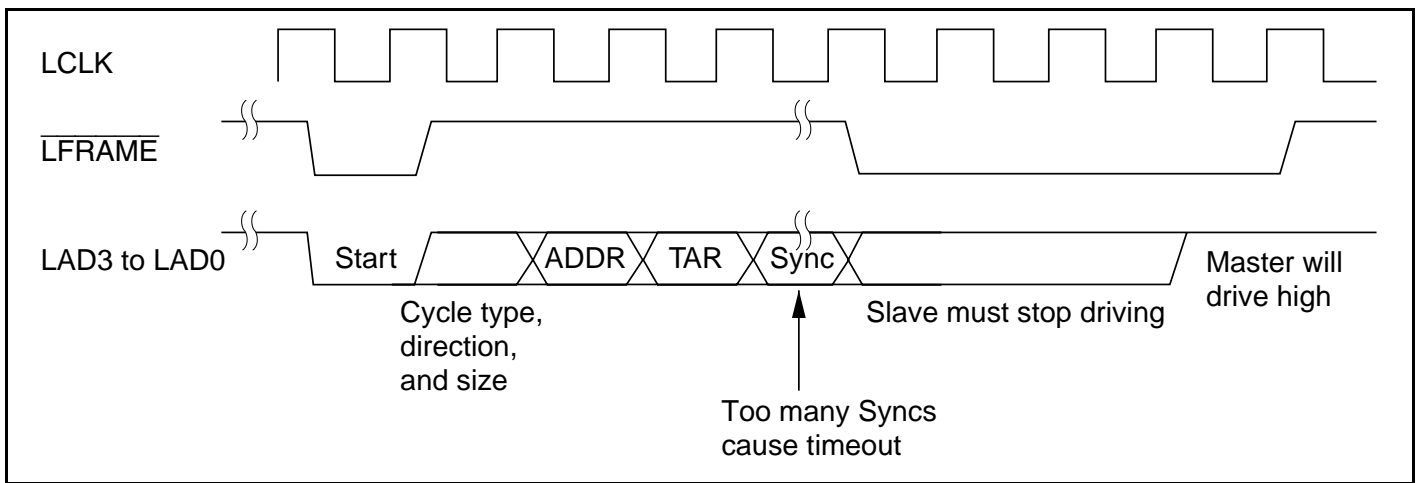 LCLK
LFRAME
LAD3 to LAD0
Start
ADDR
TAR
Sync
Cycle type,
direction,
and size
Slave must stop driving
Master will
drive high
Too many Syncs
cause timeout